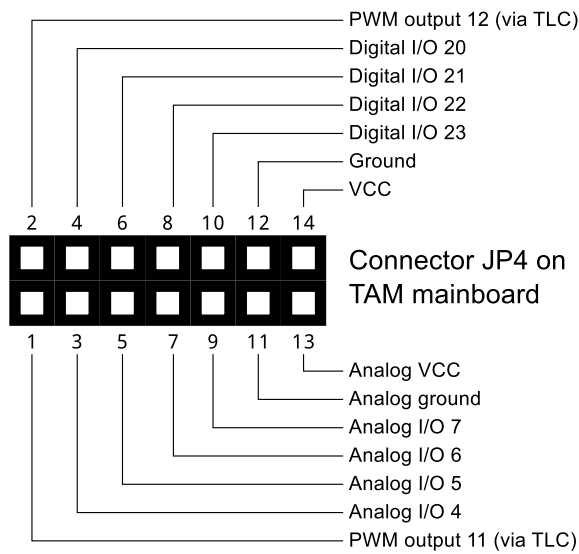 PWM output 12 (via TLC)
Digital I/O 20
Digital I/O 21
Digital I/O 22
Digital I/O 23
Ground
VCC
2 4 6 8 10 12 14
Connector JP4 on
TAM mainboard
1 3 5 7 9 11 13
Analog VCC
Analog ground
Analog I/O 7
Analog I/O 6
Analog I/O 5
Analog I/O 4
PWM output 11 (via TLC)